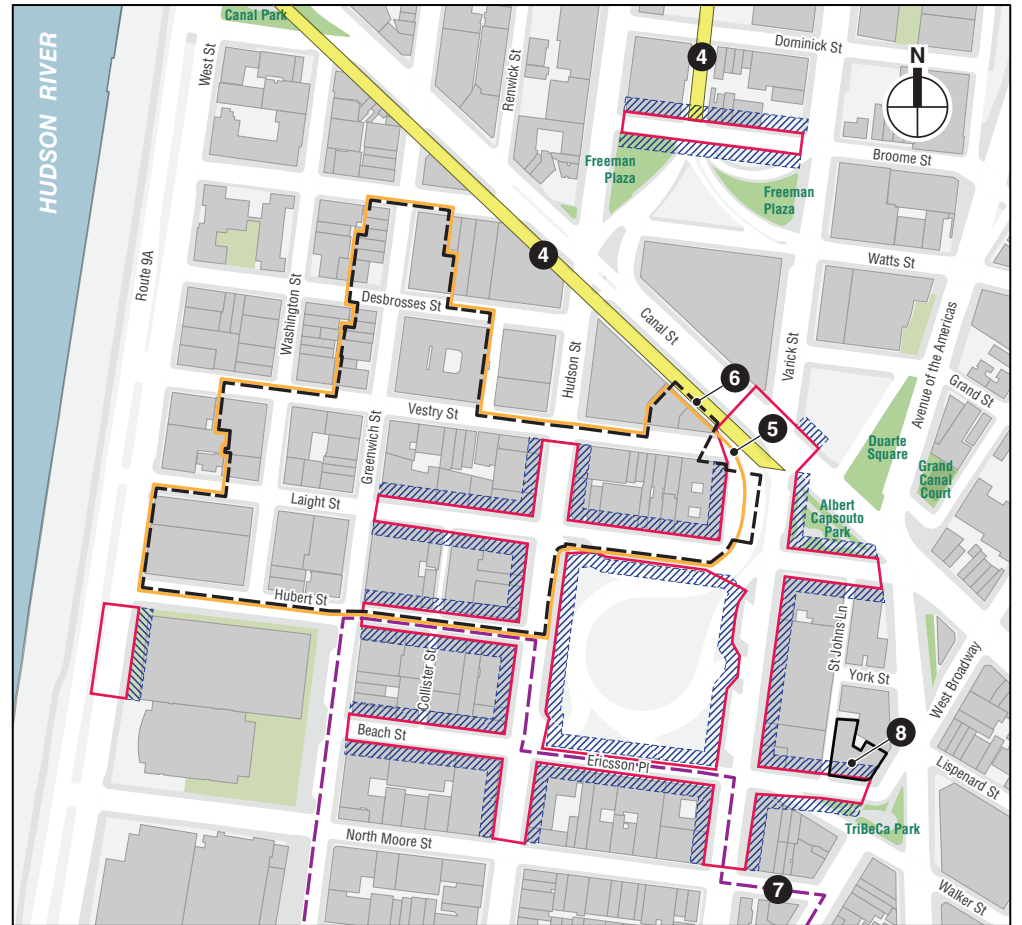 Canal Park
HUDSON RIVER
West St
Renwick St
4
Dominick St
N
Freeman
Plaza
Broome St
Freeman
Plaza
Route 9A
Washington St
4
Watts St
Desbrosses St
Canal St
Varick St
Avenue of the Americas
Hudson St
6
Grand St
Greenwich St
Vestry St
5
Duarte
Square
Grand
Canal
Court
Laight St
Albert
Capsouto
Park
Hubert St
St Johns Ln
Collister St
York St
West Broadway
Beach St
8
Ericsson Pl
Lispenard St
TriBeCa Park
North Moore St
7
Walker St